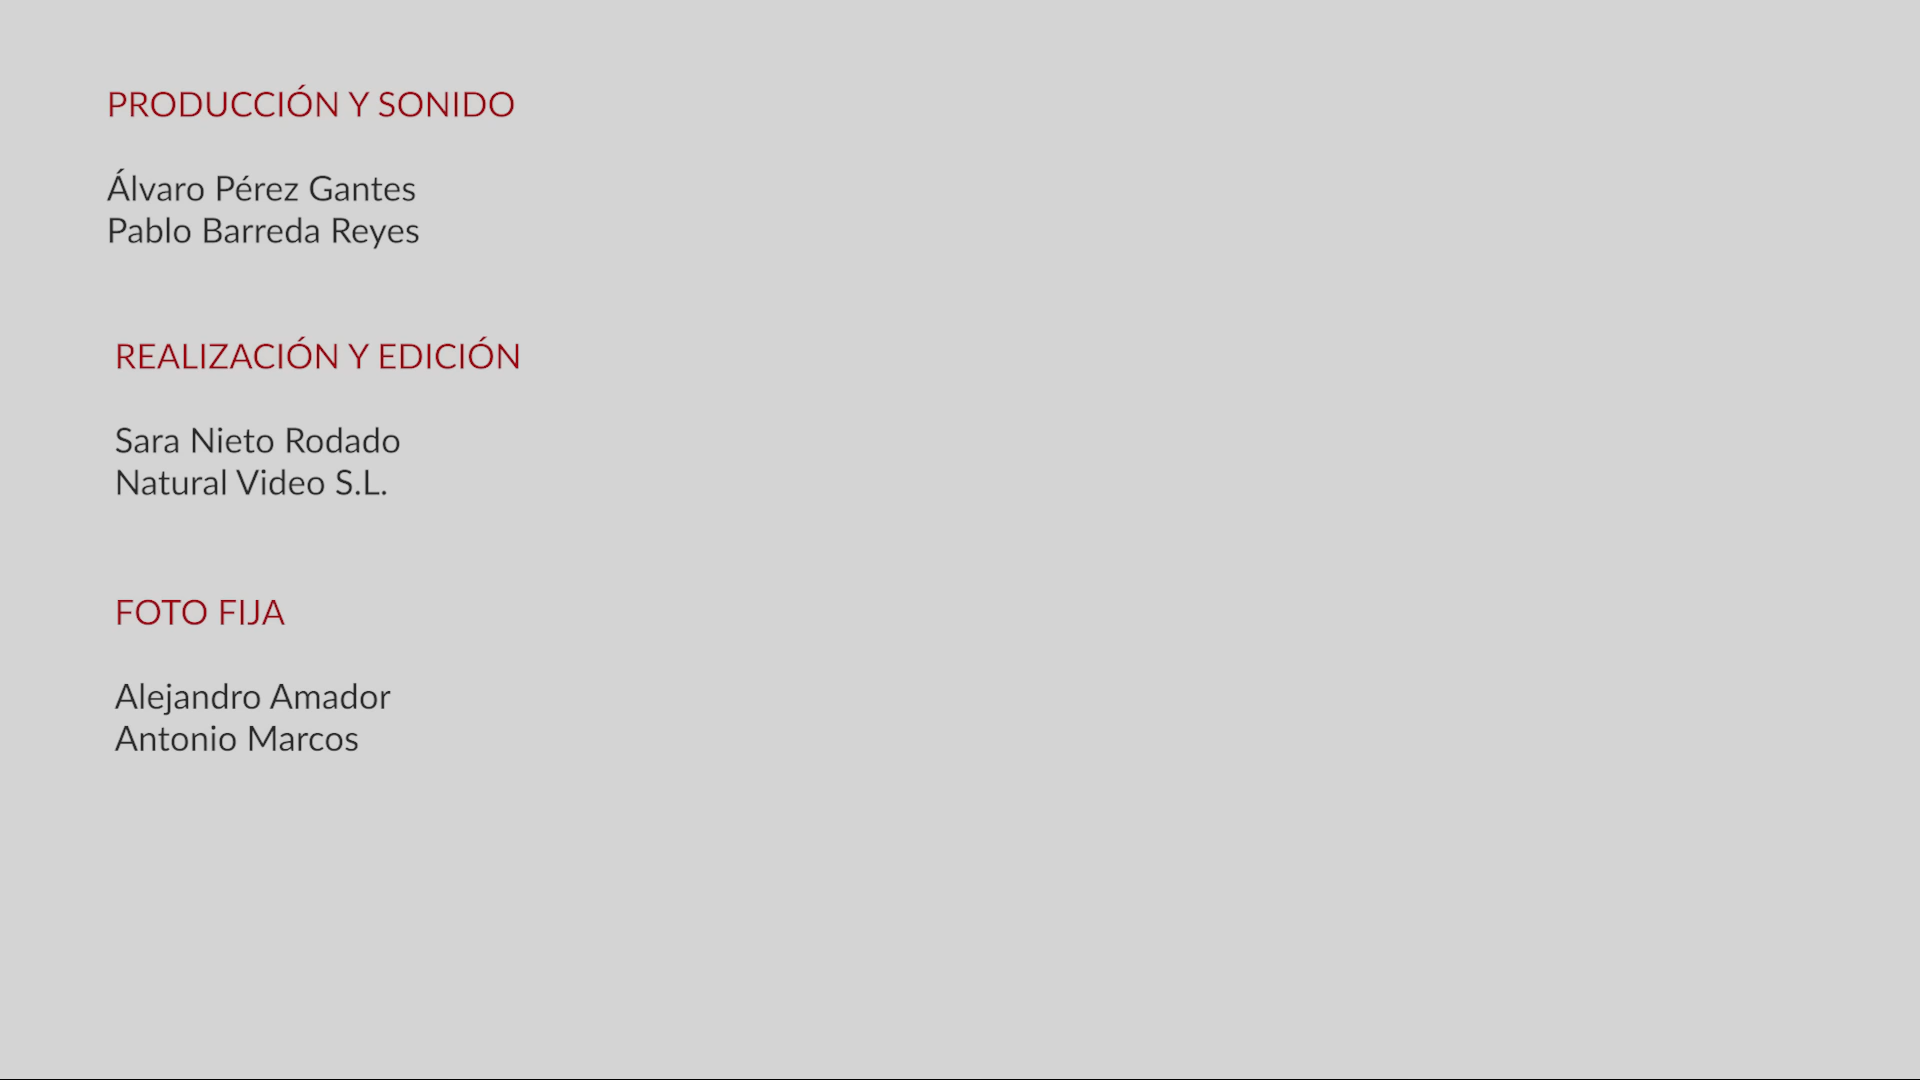 PRODUCCIÓN Y SONIDO
Álvaro Pérez Gantes
Pablo Barreda Reyes
REALIZACIÓN Y EDICIÓN
Sara Nieto Rodado
Natural Video S.L.
FOTO FIJA
Alejandro Amador
Antonio Marcos